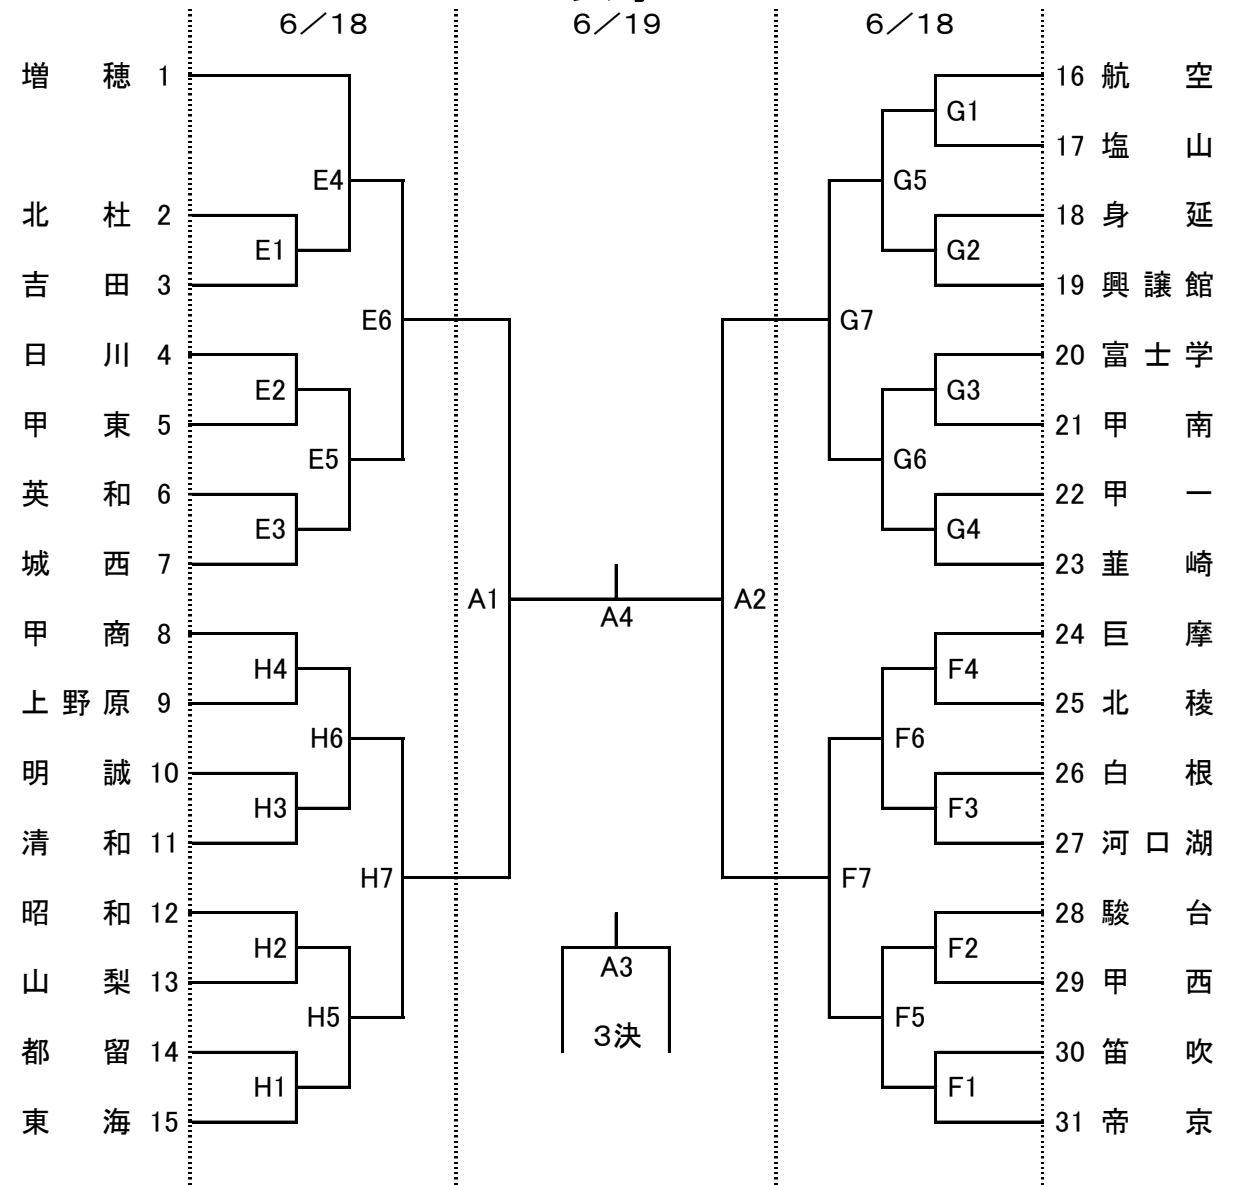 6／18 6／19 6／18
増穂 1
16 航空
G1
17 塩山
E4
G5
北杜 2
18 身延
E1
G2
吉田 3
19 興譲館
E6
G7
日川 4
20 富士学
E2
G3
甲東 5
21 甲南
E5
G6
英和 6
22 甲一
E3
G4
城西 7
23 韮崎
A1
A2
A4
甲商 8
24 巨摩
H4
F4
上野原 9
25 北稜
H6
F6
明誠 10
26 白根
H3
F3
清和 11
27 河口湖
H7
F7
昭和 12
28 駿台
H2
F2
A3
山梨 13
29 甲西
H5
F5
3決
都留 14
30 笛吹
H1
F1
東海 15
31 帝京